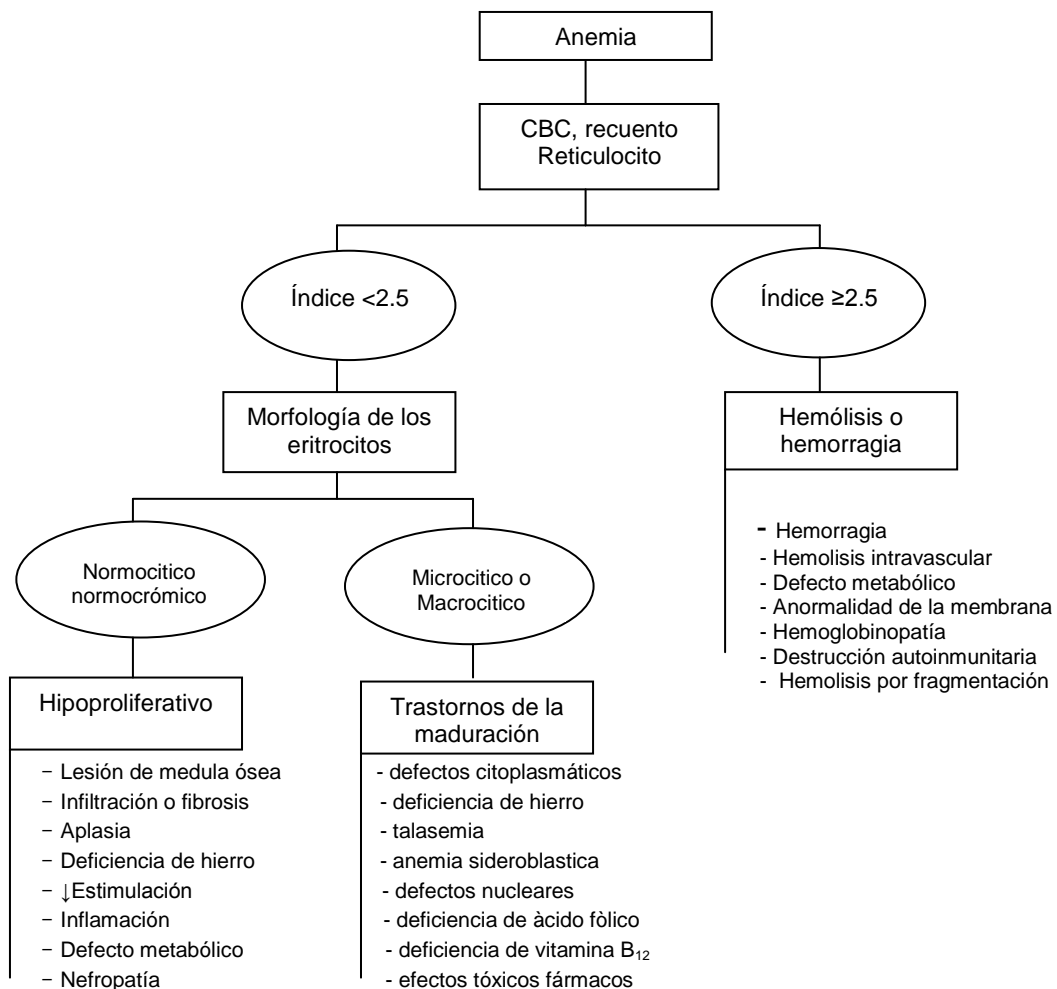 Anemia
CBC, recuento
Reticulocito
Índice <2.5
Índice ≥2.5
Morfología de los
eritrocitos
Hemólisis o
hemorragia
Normocitico
normocrómico
Microcitico o
Macrocitico
- Hemorragia
- Hemolisis intravascular
- Defecto metabólico
- Anormalidad de la membrana
- Hemoglobinopatía
- Destrucción autoinmunitaria
- Hemolisis por fragmentación
Hipoproliferativo
− Lesión de medula ósea
− Infiltración o fibrosis
− Aplasia
− Deficiencia de hierro
− ↓Estimulación
− Inflamación
− Defecto metabólico
− Nefropatía
Trastornos de la
maduración
- defectos citoplasmáticos
- deficiencia de hierro
- talasemia
- anemia sideroblastica
- defectos nucleares
- deficiencia de àcido fòlico
- deficiencia de vitamina B₁₂
- efectos tóxicos fármacos